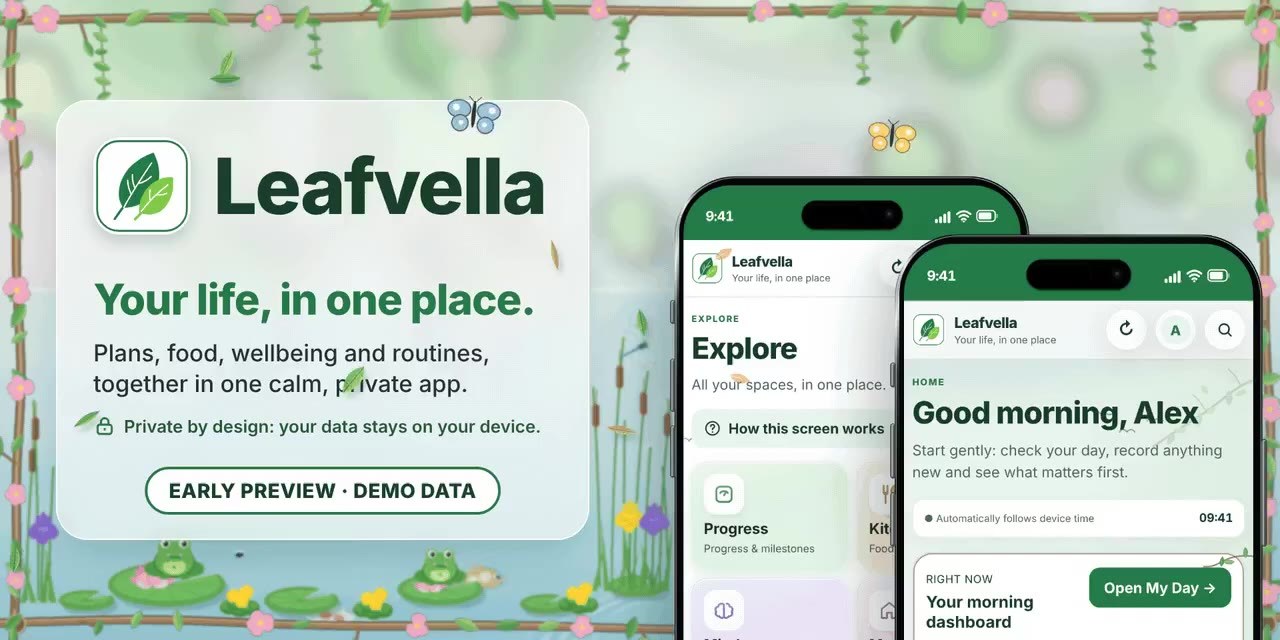 Leafvella
Your life, in one place.
Plans, food, wellbeing and routines,
together in one calm, private app.
Private by design: your data stays on your device.
EARLY PREVIEW · DEMO DATA
9:41
Leafvella
Your life, in one place
EXPLORE
Explore
All your spaces, in one place.
How this screen works
Progress
Progress & milestones
Kit
Food
9:41
Leafvella
Your life, in one place
A
HOME
Good morning, Alex
Start gently: check your day, record anything
new and see what matters first.
Automatically follows device time
09:41
RIGHT NOW
Your morning
dashboard
Open My Day →